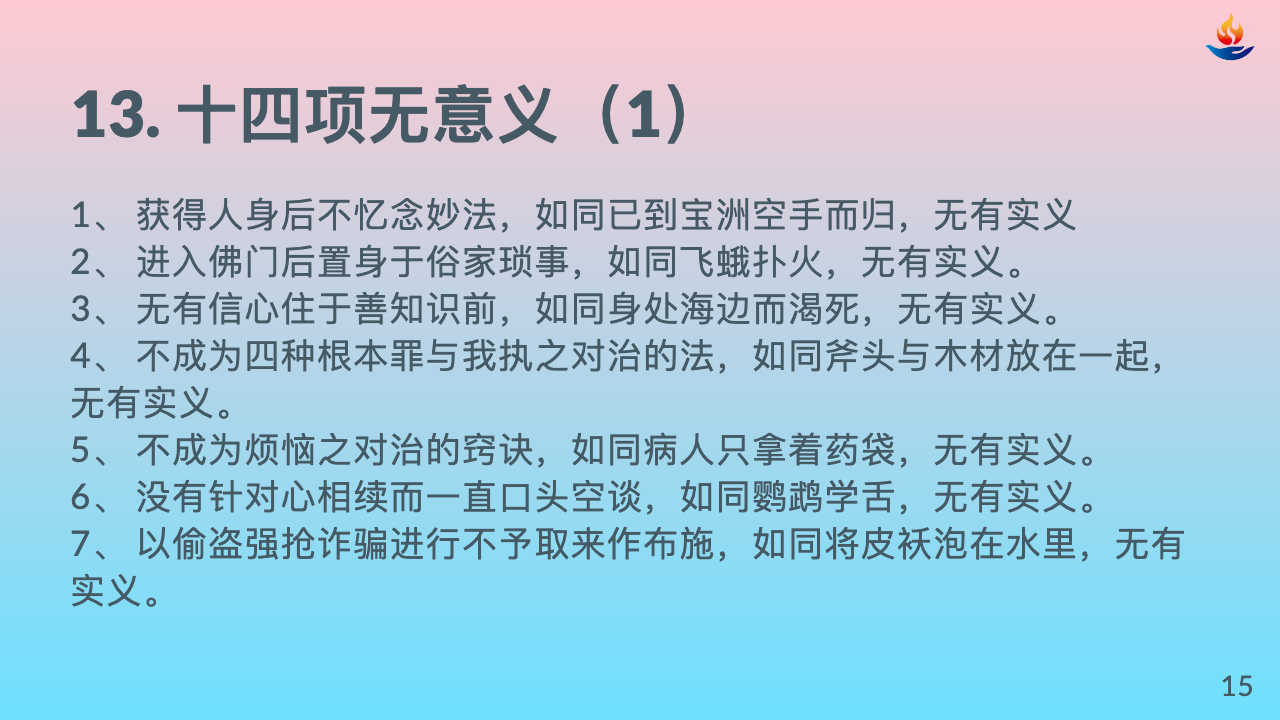 13. 十四项无意义（1）
1、 获得人身后不忆念妙法，如同已到宝洲空手而归，无有实义
2、 进入佛门后置身于俗家琐事，如同飞蛾扑火，无有实义。
3、 无有信心住于善知识前，如同身处海边而渴死，无有实义。
4、 不成为四种根本罪与我执之对治的法，如同斧头与木材放在一起，
无有实义。
5、 不成为烦恼之对治的窍诀，如同病人只拿着药袋，无有实义。
6、 没有针对心相续而一直口头空谈，如同鹦鹉学舌，无有实义。
7、 以偷盗强抢诈骗进行不予取来作布施，如同将皮袄泡在水里，无有
实义。
15